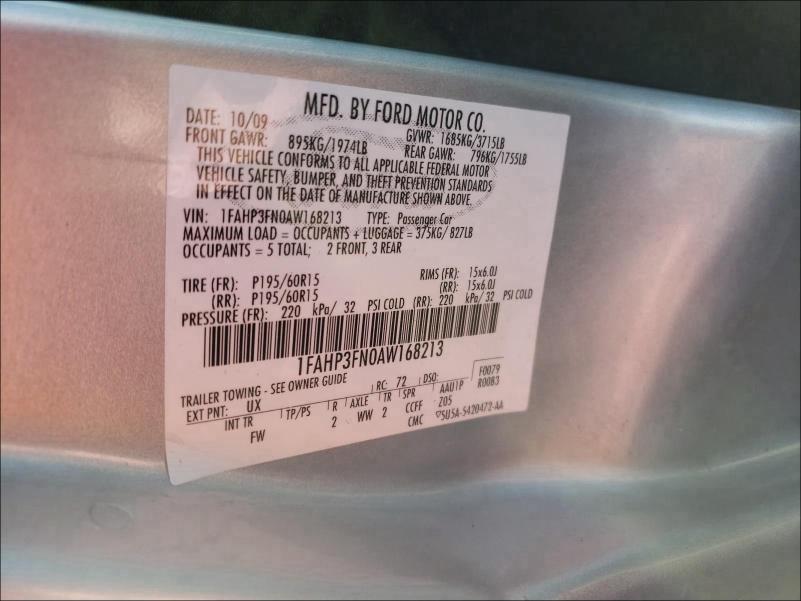 MFD. BY FORD MOTOR CO.
DATE: 10/09 GVWR: 1685KG/3715LB
FRONT GAWR: 895KG/1974LB REAR GAWR: 796KG/1755LB
THIS VEHICLE CONFORMS TO ALL APPLICABLE FEDERAL MOTOR
VEHICLE SAFETY, BUMPER, AND THEFT PREVENTION STANDARDS
IN EFFECT ON THE DATE OF MANUFACTURE SHOWN ABOVE.
VIN: 1FAHP3FN0AW168213 TYPE: Passenger Car
MAXIMUM LOAD = OCCUPANTS + LUGGAGE = 375KG/ 827LB
OCCUPANTS = 5 TOTAL; 2 FRONT, 3 REAR
TIRE (FR): P195/60R15 RIMS (FR): 15x6.0J
(RR): P195/60R15 (RR): 15x6.0J
PRESSURE (FR): 220 kPa/ 32 PSI COLD (RR): 220 kPa/ 32 PSI COLD
1FAHP3FN0AW168213
F0079
R0083
TRAILER TOWING - SEE OWNER GUIDE RC: 72 DSO:
EXT PNT: UX TP/PS R AXLE TR SPR AAU1P
INT TR 2 WW 2 CCFF Z05
FW CMC ▽5U5A-5420472-AA